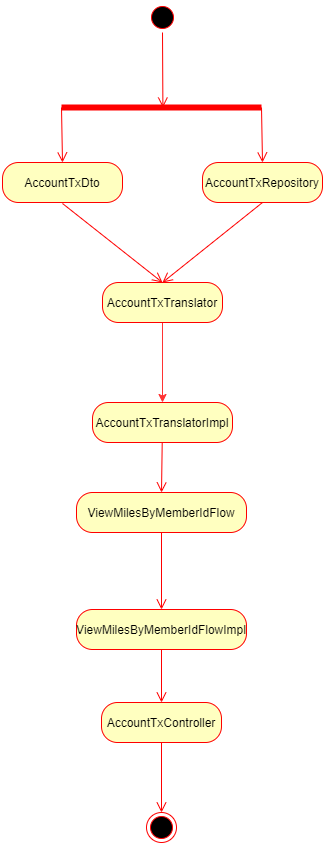 AccountTxDto
AccountTxRepository
AccountTxTranslator
AccountTxTranslatorImpl
ViewMilesByMemberIdFlow
ViewMilesByMemberIdFlowImpl
AccountTxController